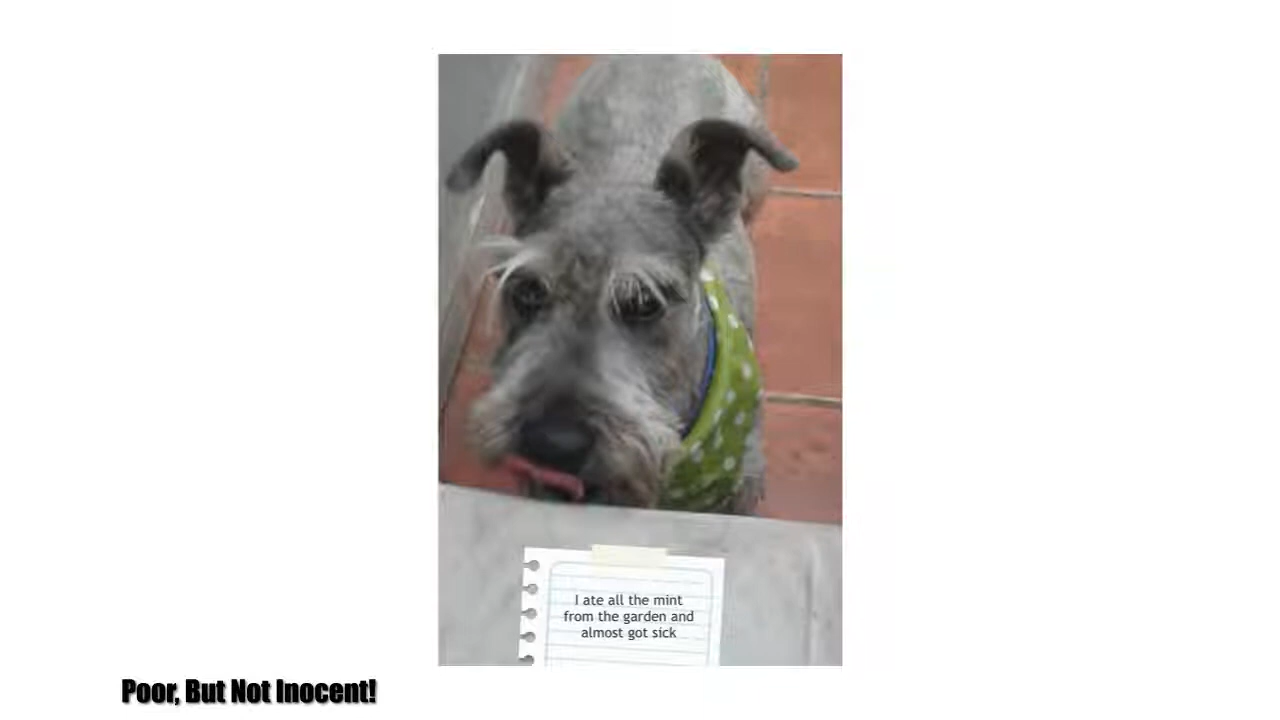 I ate all the mint
from the garden and
almost got sick
Poor, But Not Inocent!